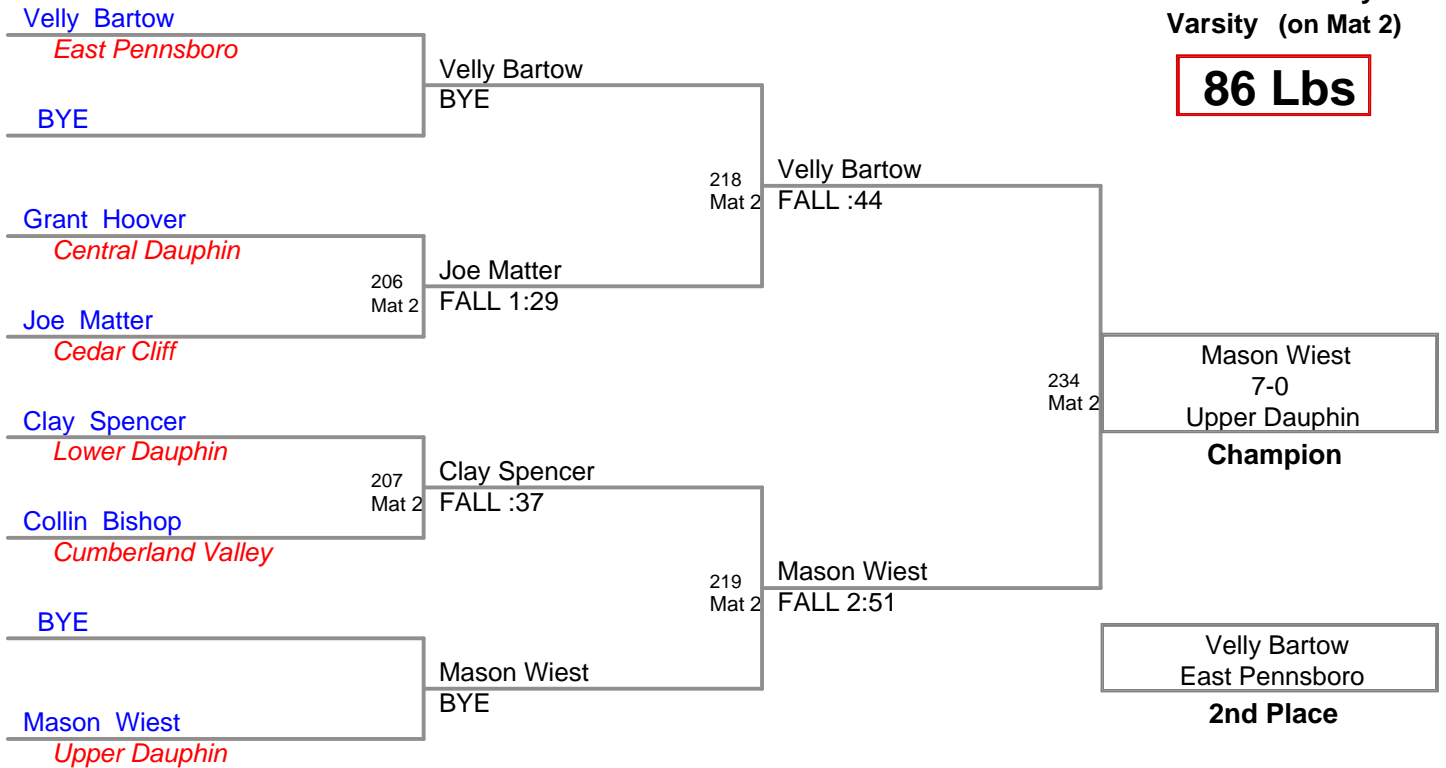 Varsity (on Mat 2)
86 Lbs
Velly Bartow
East Pennsboro
BYE
Grant Hoover
Central Dauphin
Joe Matter
Cedar Cliff
Clay Spencer
Lower Dauphin
Collin Bishop
Cumberland Valley
BYE
Mason Wiest
Upper Dauphin
Velly Bartow
BYE
206
Mat 2
Joe Matter
FALL 1:29
207
Mat 2
Clay Spencer
FALL :37
Mason Wiest
BYE
218
Mat 2
Velly Bartow
FALL :44
219
Mat 2
Mason Wiest
FALL 2:51
234
Mat 2
Mason Wiest
7-0
Upper Dauphin
Champion
Velly Bartow
East Pennsboro
2nd Place